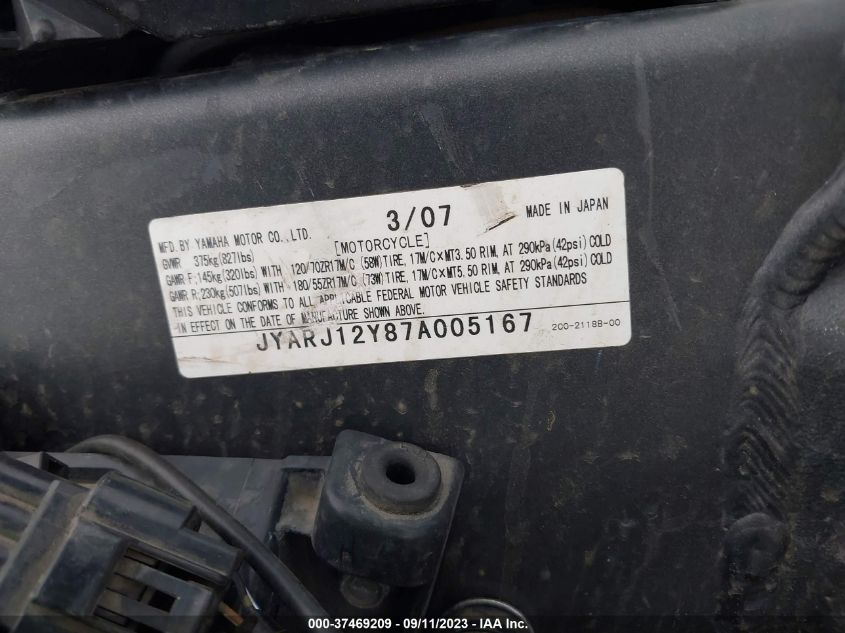 MFD.BY YAMAHA MOTOR CO.,LTD. 3/07 MADE IN JAPAN
GVWR 375kg(827lbs) [MOTORCYCLE]
GAWR F:145kg(320lbs) WITH 120/70ZR17M/C (58W)TIRE, 17M/C×MT3.50 RIM, AT 290kPa(42psi) COLD
GAWR R:230kg(507lbs) WITH 180/55ZR17M/C (73W)TIRE, 17M/C×MT5.50 RIM, AT 290kPa(42psi) COLD
THIS VEHICLE CONFORMS TO ALL APPLICABLE FEDERAL MOTOR VEHICLE SAFETY STANDARDS
IN EFFECT ON THE DATE OF MANUFACTURE SHOWN ABOVE.
JYARJ12Y87A005167 2C0-2118B-00
000-37469209 - 09/11/2023 - © IAA Inc.